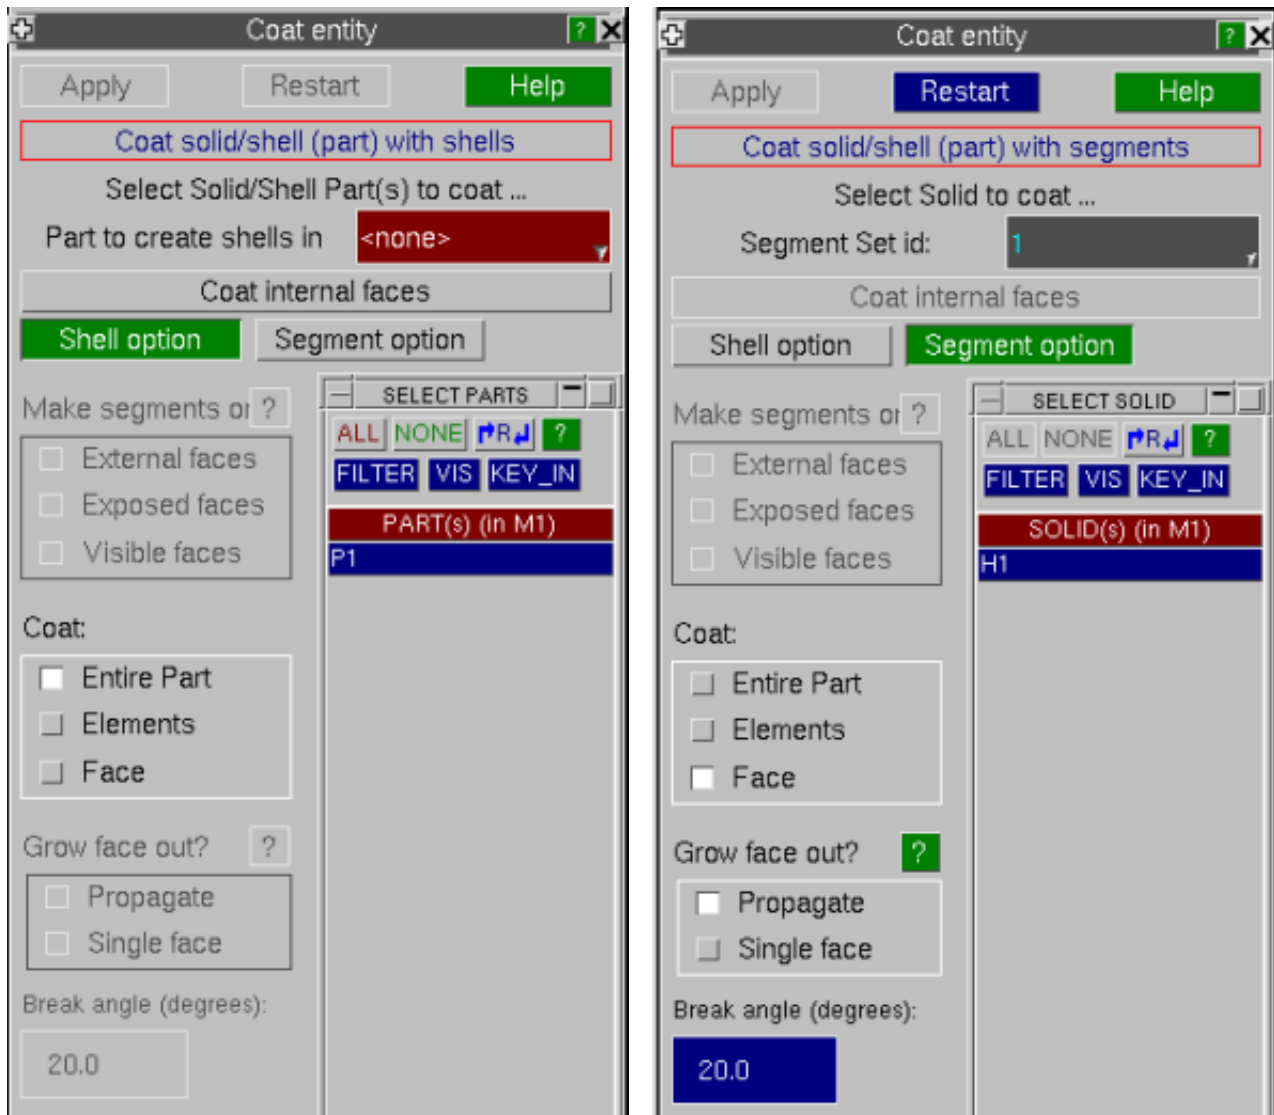 Coat entity ?
Apply Restart Help
Coat solid/shell (part) with shells
Select Solid/Shell Part(s) to coat ...
Part to create shells in <none>
Coat internal faces
Shell option Segment option
Make segments or ?
External faces
Exposed faces
Visible faces
Coat:
Entire Part
Elements
Face
Grow face out? ?
Propagate
Single face
Break angle (degrees):
20.0
SELECT PARTS
ALL NONE R ?
FILTER VIS KEY_IN
PART(s) (in M1)
P1
Coat entity ?
Apply Restart Help
Coat solid/shell (part) with segments
Select Solid to coat ...
Segment Set id: 1
Coat internal faces
Shell option Segment option
Make segments or ?
External faces
Exposed faces
Visible faces
Coat:
Entire Part
Elements
Face
Grow face out? ?
Propagate
Single face
Break angle (degrees):
20.0
SELECT SOLID
ALL NONE R ?
FILTER VIS KEY_IN
SOLID(s) (in M1)
H1